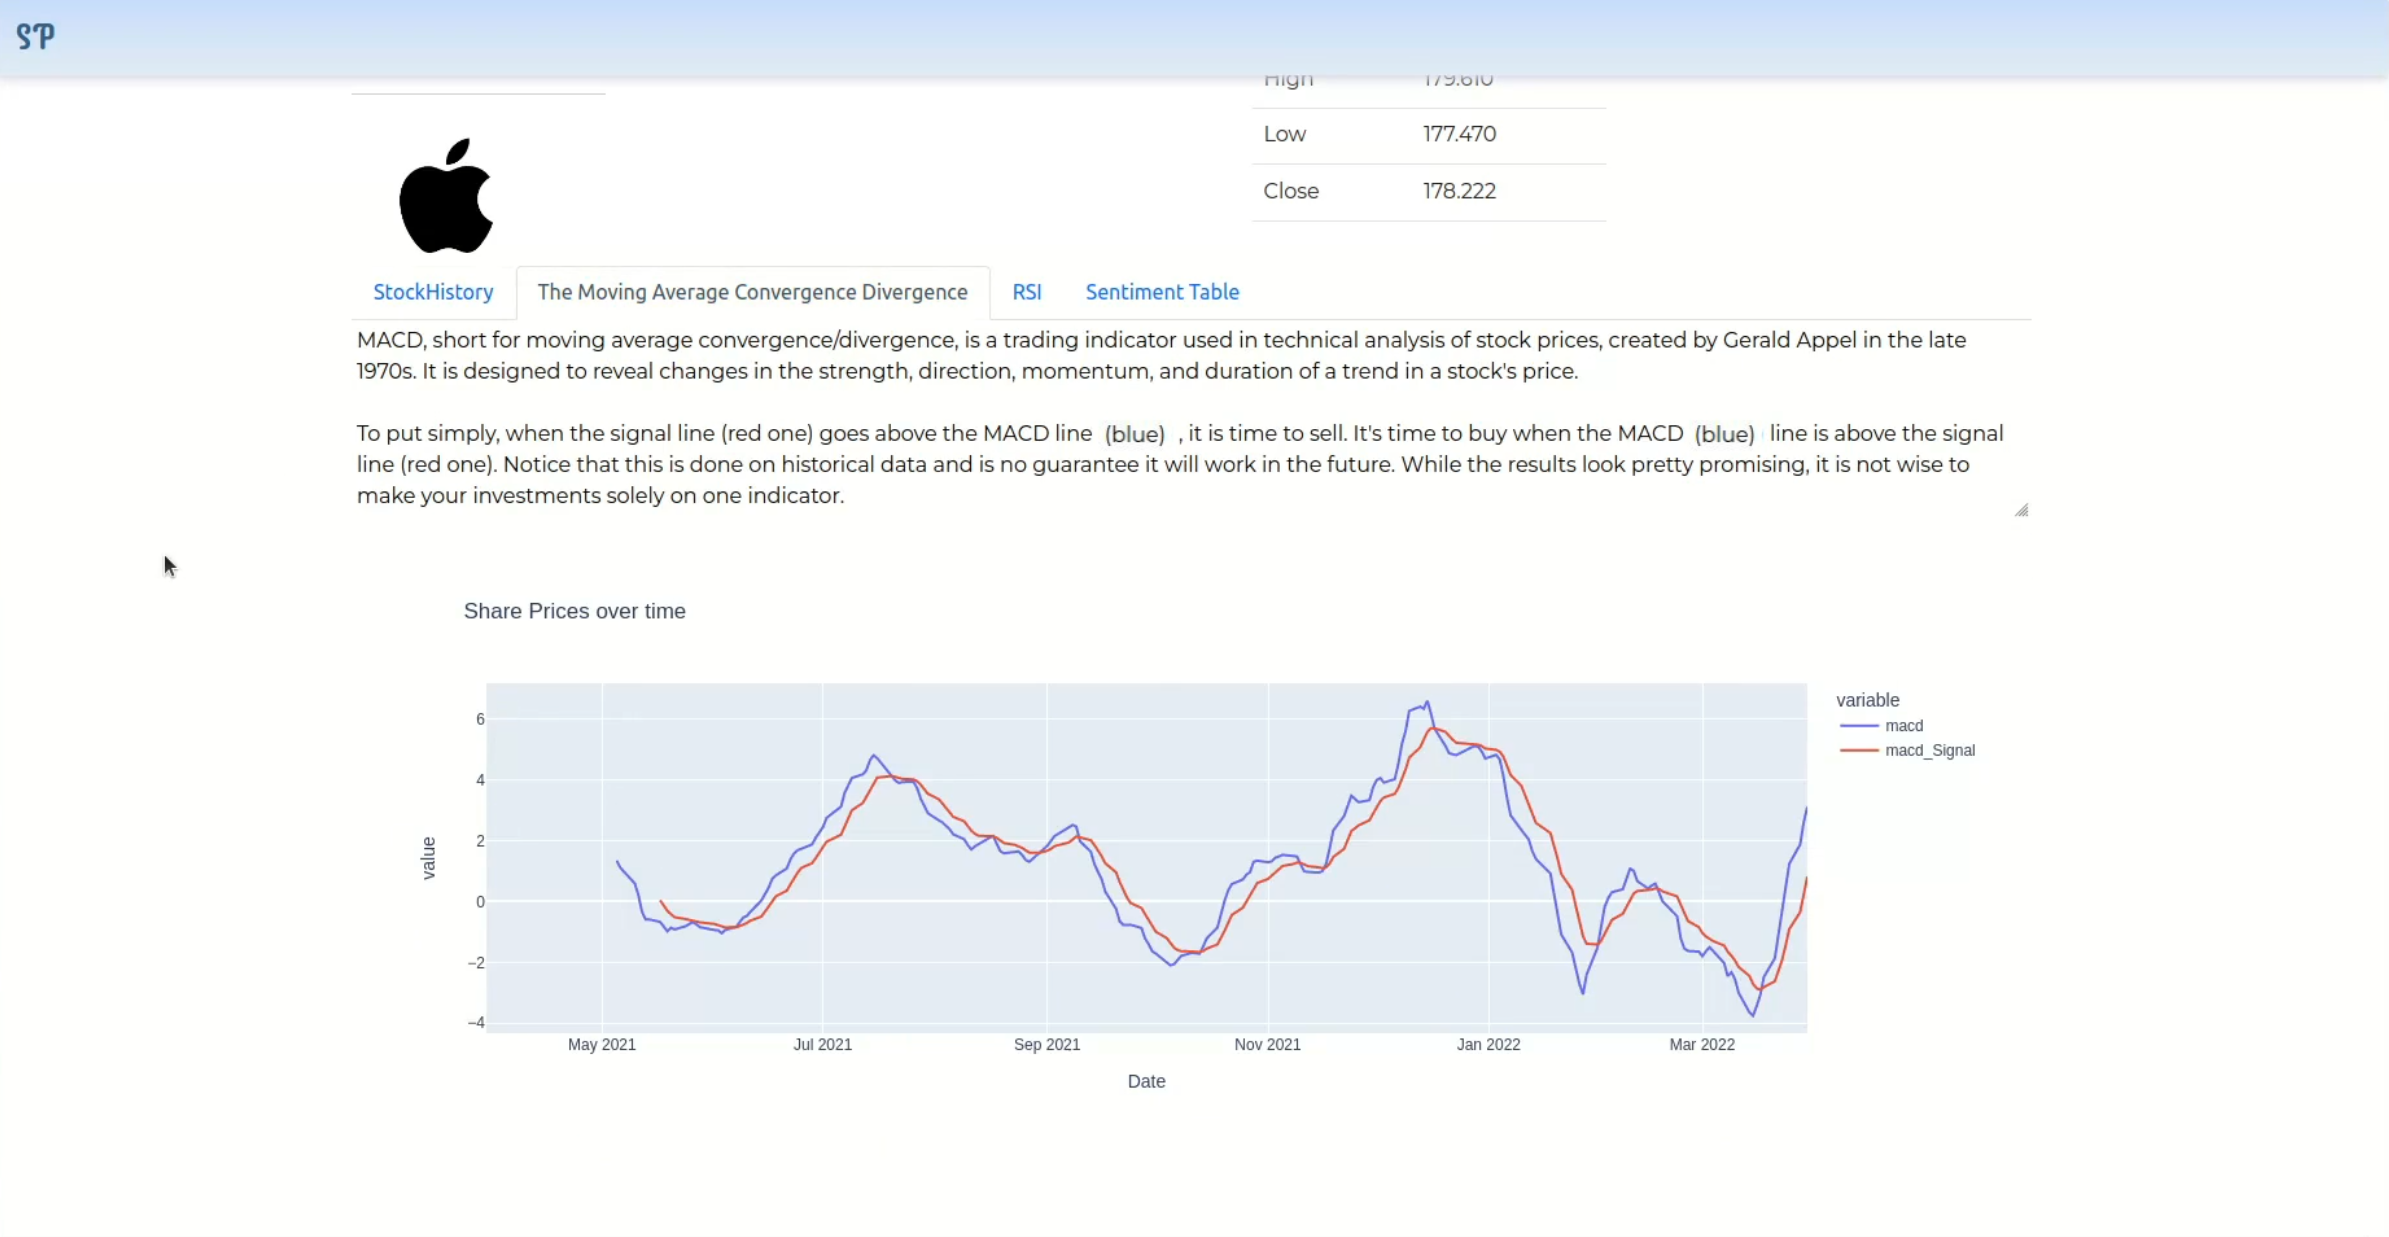 SP
High 179.610
Low 177.470
Close 178.222
StockHistory The Moving Average Convergence Divergence RSI Sentiment Table
MACD, short for moving average convergence/divergence, is a trading indicator used in technical analysis of stock prices, created by Gerald Appel in the late
1970s. It is designed to reveal changes in the strength, direction, momentum, and duration of a trend in a stock's price.
To put simply, when the signal line (red one) goes above the MACD line (blue) , it is time to sell. It's time to buy when the MACD (blue) line is above the signal
line (red one). Notice that this is done on historical data and is no guarantee it will work in the future. While the results look pretty promising, it is not wise to
make your investments solely on one indicator.
Share Prices over time
variable
macd
macd_Signal
value
6
4
2
0
−2
−4
May 2021 Jul 2021 Sep 2021 Nov 2021 Jan 2022 Mar 2022
Date